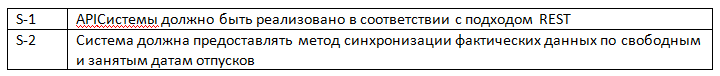 S-1 APIСистемы должно быть реализовано в соответствии с подходом REST
S-2 Система должна предоставлять метод синхронизации фактических данных по свободным
и занятым датам отпусков